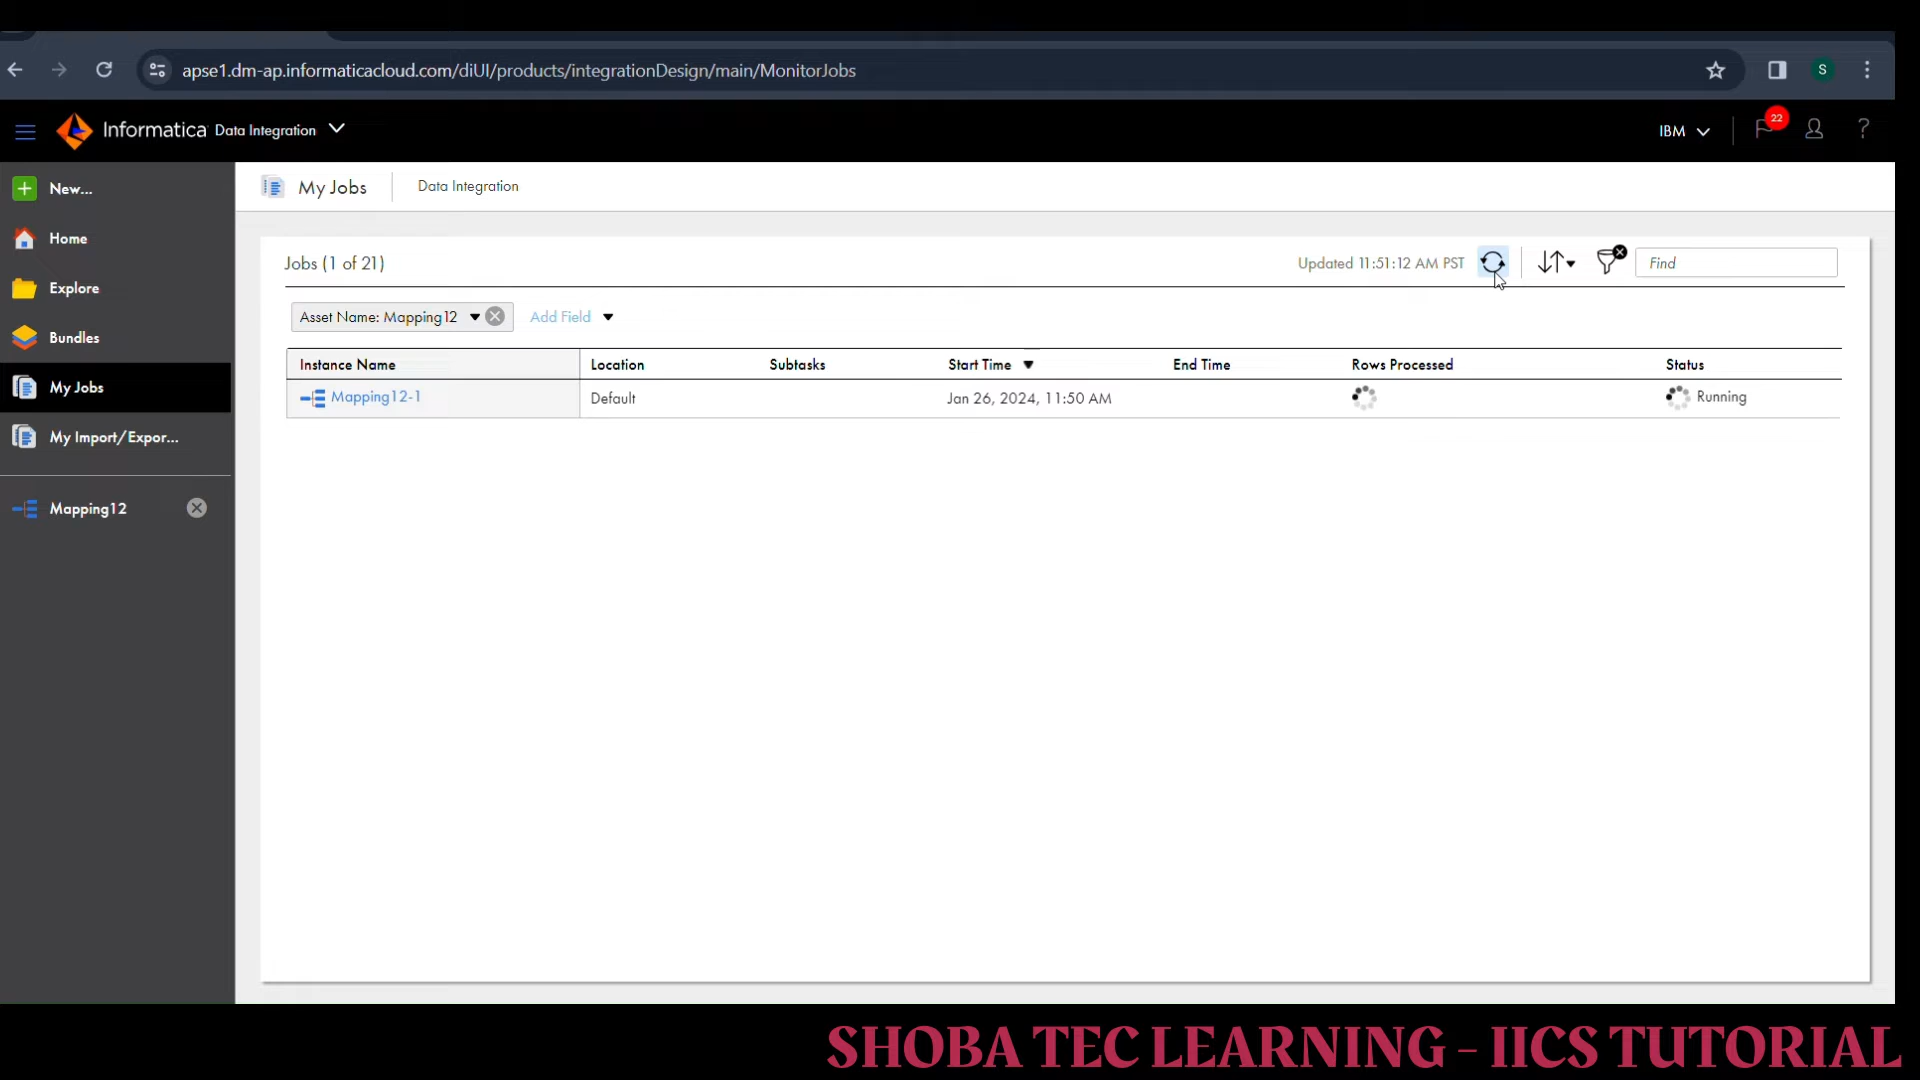 apse1.dm-ap.informaticacloud.com/diUI/products/integrationDesign/main/MonitorJobs
S
Informatica Data Integration
IBM
22
?
New...
Home
Explore
Bundles
My Jobs
My Import/Expor...
Mapping12
My Jobs
Data Integration
Jobs (1 of 21)
Updated 11:51:12 AM PST
Find
Asset Name: Mapping12
Add Field
Instance Name Location Subtasks Start Time End Time Rows Processed Status
Mapping12-1 Default Jan 26, 2024, 11:50 AM Running
SHOBA TEC LEARNING - IICS TUTORIAL